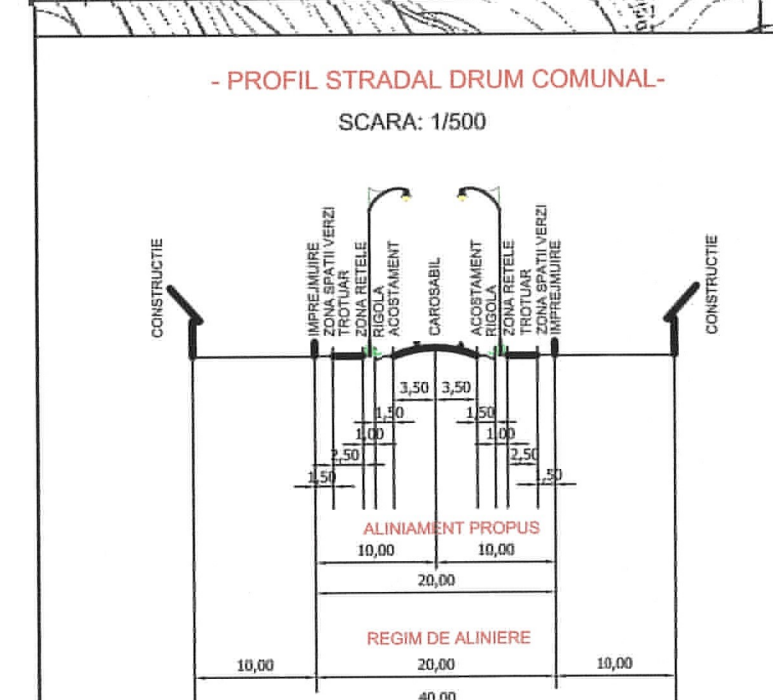 - PROFIL STRADAL DRUM COMUNAL-
SCARA: 1/500
CONSTRUCTIE
IMPREJMUIRE
ZONA SPATII VERZI
TROTUAR
ZONA RETELE
RIGOLA
ACOSTAMENT
CAROSABIL
ACOSTAMENT
RIGOLA
ZONA RETELE
TROTUAR
ZONA SPATII VERZI
IMPREJMUIRE
CONSTRUCTIE
3,50 3,50
1,50 1,50
1,00 1,00
2,50 2,50
1,50 1,50
ALINIAMENT PROPUS
10,00 10,00
20,00
REGIM DE ALINIERE
10,00 20,00 10,00
40,00